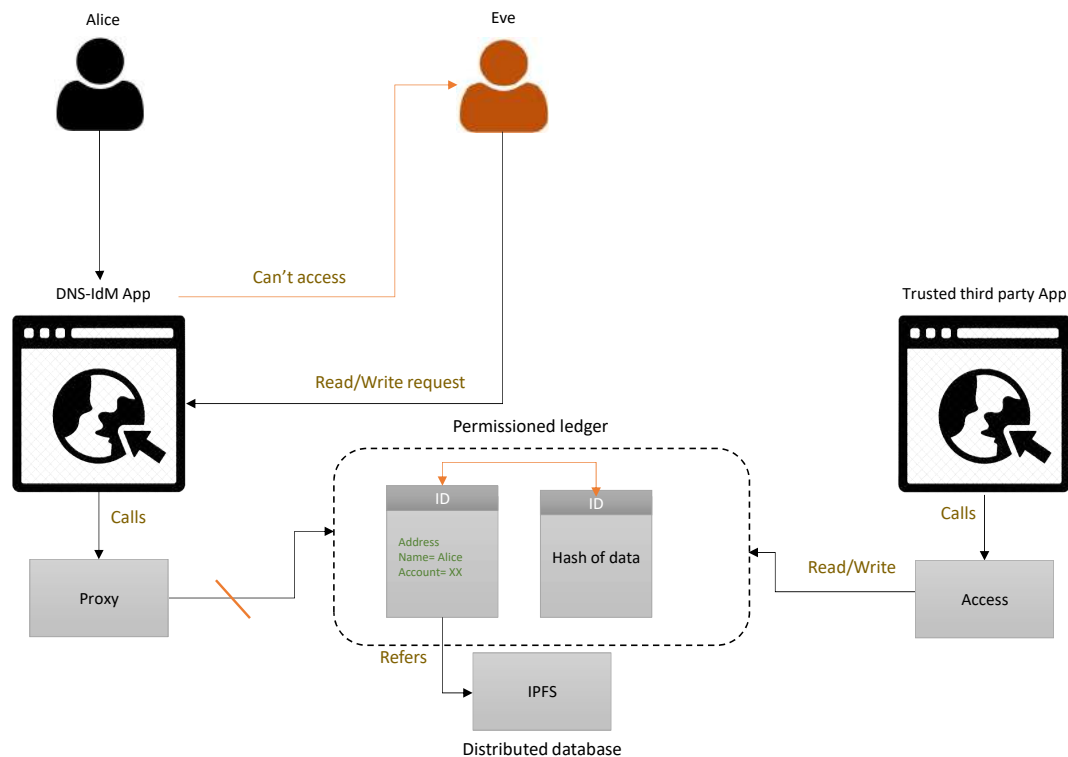 Alice
Eve
Can’t access
DNS-IdM App
Trusted third party App
Read/Write request
Permissioned ledger
ID
ID
Calls
Calls
Address
Name= Alice
Account= XX
Hash of data
Read/Write
Proxy
Access
Refers
IPFS
Distributed database